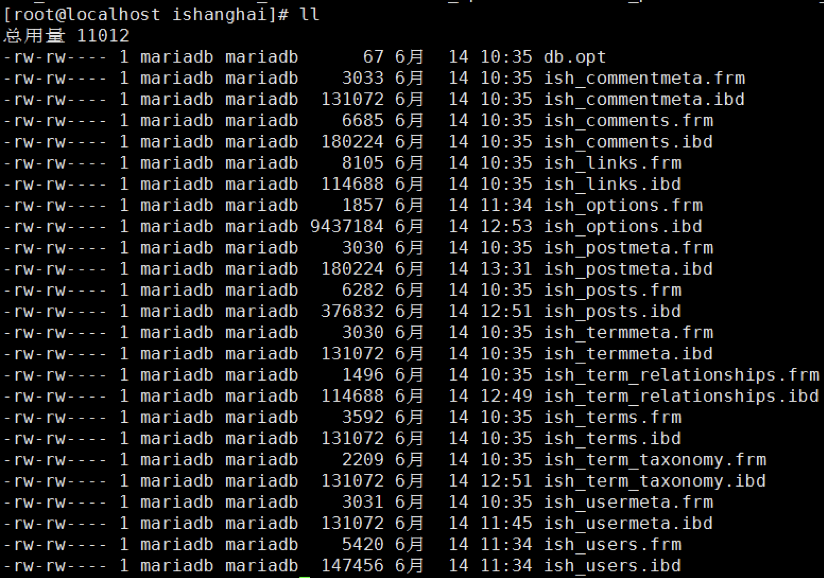 [root@localhost ishanghai]# ll
总用量 11012
-rw-rw---- 1 mariadb mariadb      67 6月  14 10:35 db.opt
-rw-rw---- 1 mariadb mariadb    3033 6月  14 10:35 ish_commentmeta.frm
-rw-rw---- 1 mariadb mariadb  131072 6月  14 10:35 ish_commentmeta.ibd
-rw-rw---- 1 mariadb mariadb    6685 6月  14 10:35 ish_comments.frm
-rw-rw---- 1 mariadb mariadb  180224 6月  14 10:35 ish_comments.ibd
-rw-rw---- 1 mariadb mariadb    8105 6月  14 10:35 ish_links.frm
-rw-rw---- 1 mariadb mariadb  114688 6月  14 10:35 ish_links.ibd
-rw-rw---- 1 mariadb mariadb    1857 6月  14 11:34 ish_options.frm
-rw-rw---- 1 mariadb mariadb 9437184 6月  14 12:53 ish_options.ibd
-rw-rw---- 1 mariadb mariadb    3030 6月  14 10:35 ish_postmeta.frm
-rw-rw---- 1 mariadb mariadb  180224 6月  14 13:31 ish_postmeta.ibd
-rw-rw---- 1 mariadb mariadb    6282 6月  14 10:35 ish_posts.frm
-rw-rw---- 1 mariadb mariadb  376832 6月  14 12:51 ish_posts.ibd
-rw-rw---- 1 mariadb mariadb    3030 6月  14 10:35 ish_termmeta.frm
-rw-rw---- 1 mariadb mariadb  131072 6月  14 10:35 ish_termmeta.ibd
-rw-rw---- 1 mariadb mariadb    1496 6月  14 10:35 ish_term_relationships.frm
-rw-rw---- 1 mariadb mariadb  114688 6月  14 12:49 ish_term_relationships.ibd
-rw-rw---- 1 mariadb mariadb    3592 6月  14 10:35 ish_terms.frm
-rw-rw---- 1 mariadb mariadb  131072 6月  14 10:35 ish_terms.ibd
-rw-rw---- 1 mariadb mariadb    2209 6月  14 10:35 ish_term_taxonomy.frm
-rw-rw---- 1 mariadb mariadb  131072 6月  14 12:51 ish_term_taxonomy.ibd
-rw-rw---- 1 mariadb mariadb    3031 6月  14 10:35 ish_usermeta.frm
-rw-rw---- 1 mariadb mariadb  131072 6月  14 11:45 ish_usermeta.ibd
-rw-rw---- 1 mariadb mariadb    5420 6月  14 11:34 ish_users.frm
-rw-rw---- 1 mariadb mariadb  147456 6月  14 11:34 ish_users.ibd